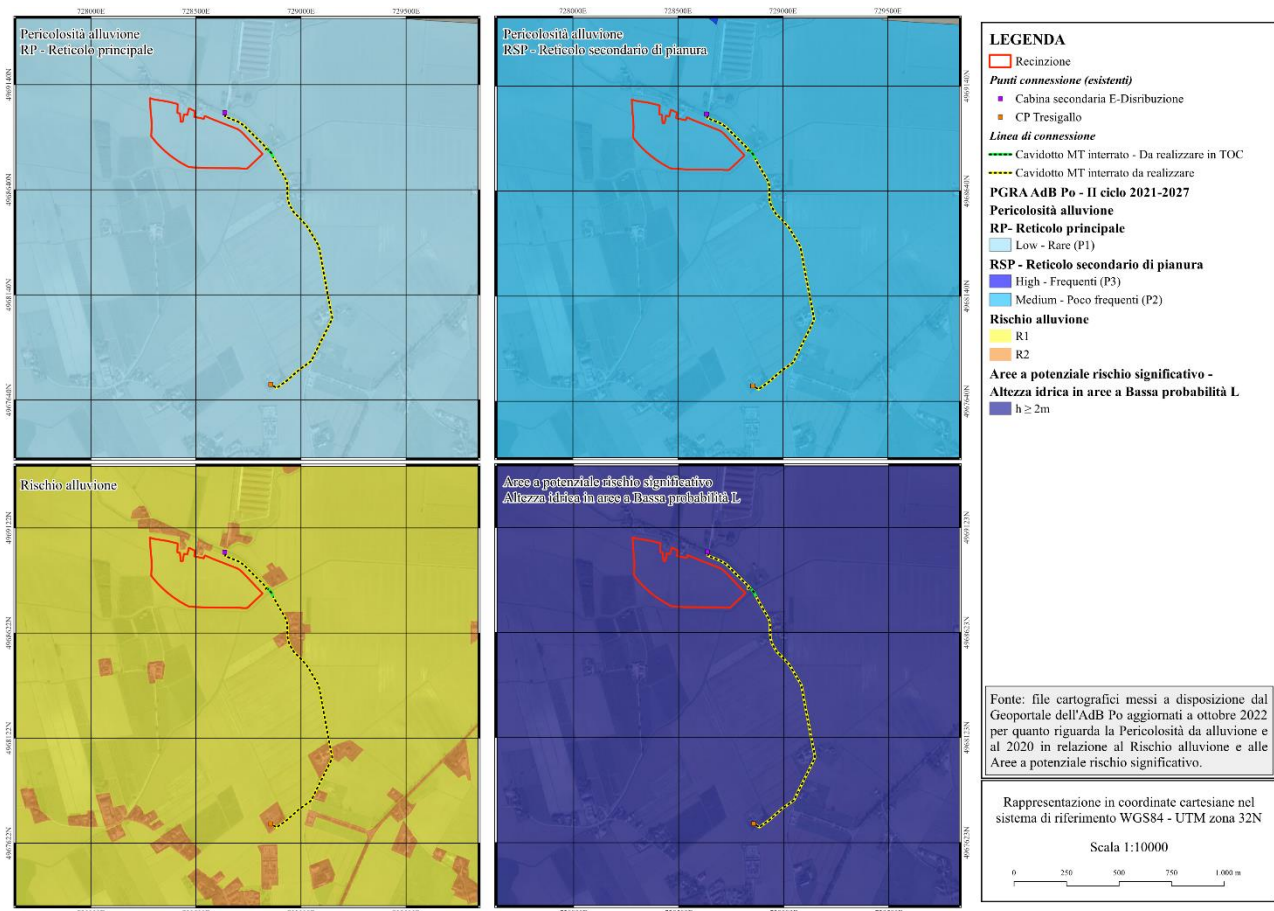 728000E 728500E 729000E 729500E
728000E 728500E 729000E 729500E
Pericolosità alluvione
RP - Reticolo principale
4969140N
4968640N
4968140N
4967640N
Pericolosità alluvione
RSP - Reticolo secondario di pianura
4969140N
4968640N
4968140N
4967640N
Rischio alluvione
4969122N
4968622N
4968122N
4967622N
Aree a potenziale rischio significativo
Altezza idrica in aree a Bassa probabilità L
4969123N
4968623N
4968123N
4967623N
LEGENDA
Recinzione
Punti connessione (esistenti)
Cabina secondaria E-Disribuzione
CP Tresigallo
Linea di connessione
Cavidotto MT interrato - Da realizzare in TOC
Cavidotto MT interrato da realizzare
PGRA AdB Po - II ciclo 2021-2027
Pericolosità alluvione
RP- Reticolo principale
Low - Rare (P1)
RSP - Reticolo secondario di pianura
High - Frequenti (P3)
Medium - Poco frequenti (P2)
Rischio alluvione
R1
R2
Aree a potenziale rischio significativo -
Altezza idrica in aree a Bassa probabilità L
h ≥ 2m
Fonte: file cartografici messi a disposizione dal
Geoportale dell'AdB Po aggiornati a ottobre 2022
per quanto riguarda la Pericolosità da alluvione e
al 2020 in relazione al Rischio alluvione e alle
Aree a potenziale rischio significativo.
Rappresentazione in coordinate cartesiane nel
sistema di riferimento WGS84 - UTM zona 32N
Scala 1:10000
0 250 500 750 1.000 m